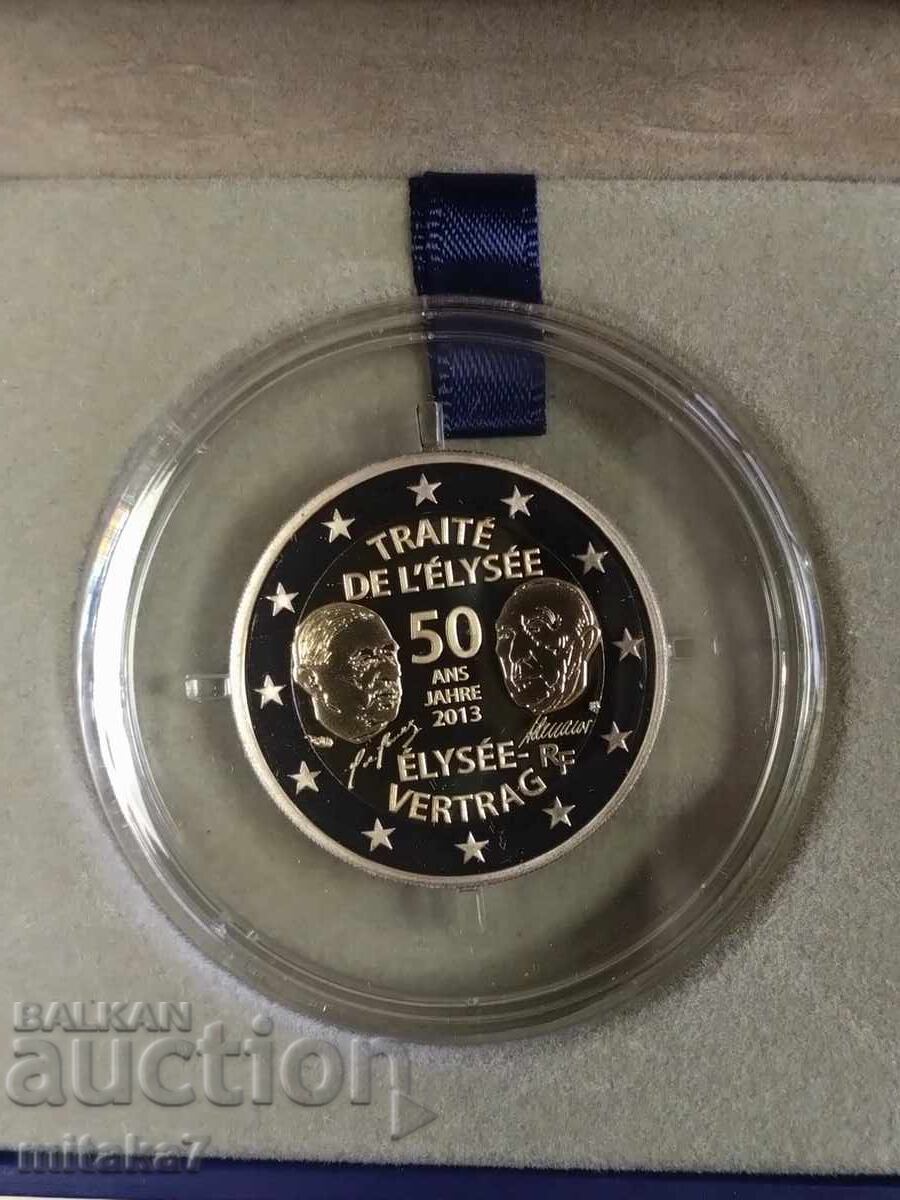 TRAITÉ
DE L'ÉLYSÉE
50
ANS
JAHRE
2013
ÉLYSÉE- RF
VERTRAG
BALKAN
auction
mitaka7